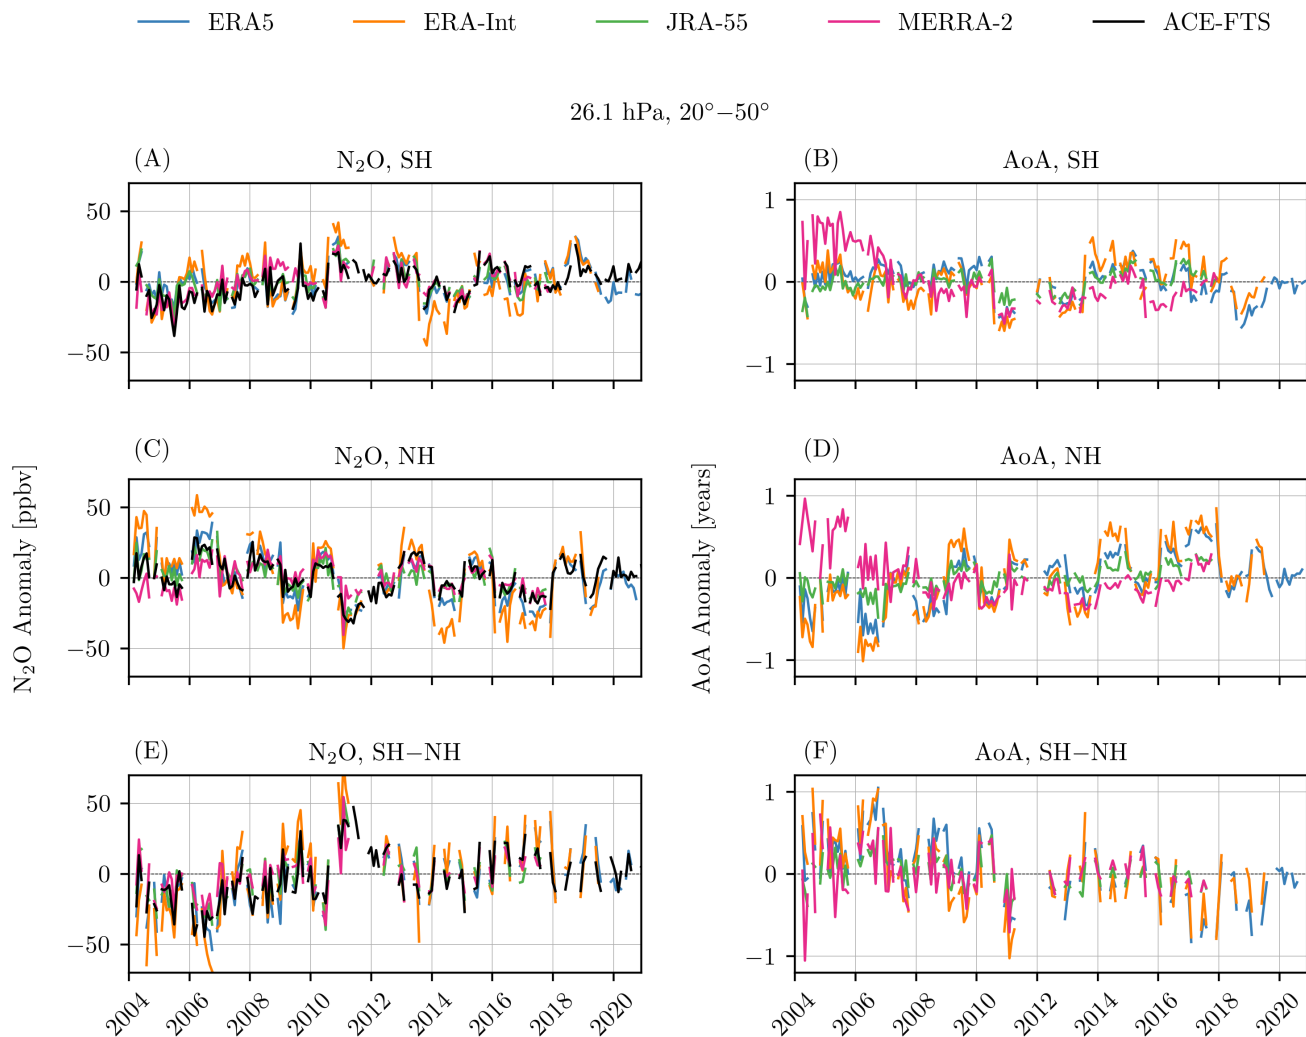 ERA5 ERA-Int JRA-55 MERRA-2 ACE-FTS
26.1 hPa, 20°−50°
(A) N₂O, SH
50
0
−50
(B) AoA, SH
1
0
−1
N₂O Anomaly [ppbv]
(C) N₂O, NH
50
0
−50
AoA Anomaly [years]
(D) AoA, NH
1
0
−1
(E) N₂O, SH−NH
50
0
−50
2004 2006 2008 2010 2012 2014 2016 2018 2020
(F) AoA, SH−NH
1
0
−1
2004 2006 2008 2010 2012 2014 2016 2018 2020